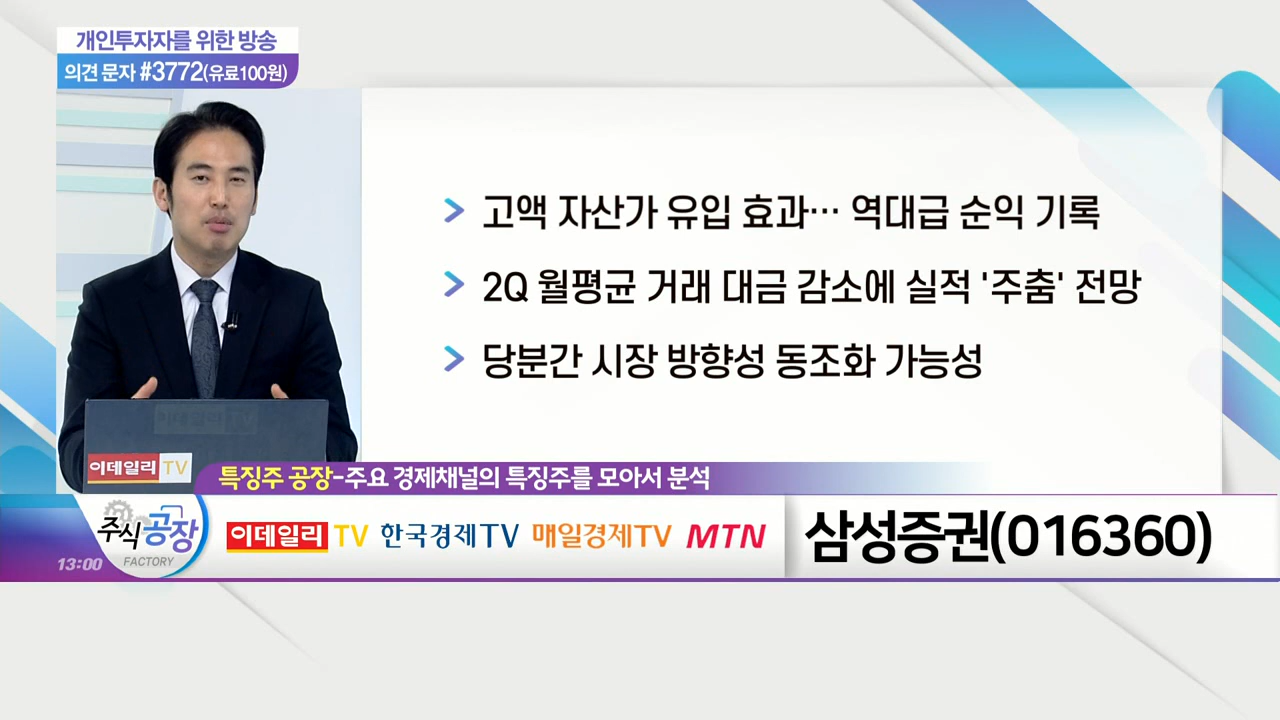 개인투자자를 위한 방송
의견 문자 #3772(유료100원)
> 고액 자산가 유입 효과… 역대급 순익 기록
> 2Q 월평균 거래 대금 감소에 실적 '주춤' 전망
> 당분간 시장 방향성 동조화 가능성
이데일리 TV
특징주 공장-주요 경제채널의 특징주를 모아서 분석
주식공장
FACTORY
13:00
이데일리 TV 한국경제TV 매일경제TV MTN
삼성증권(016360)